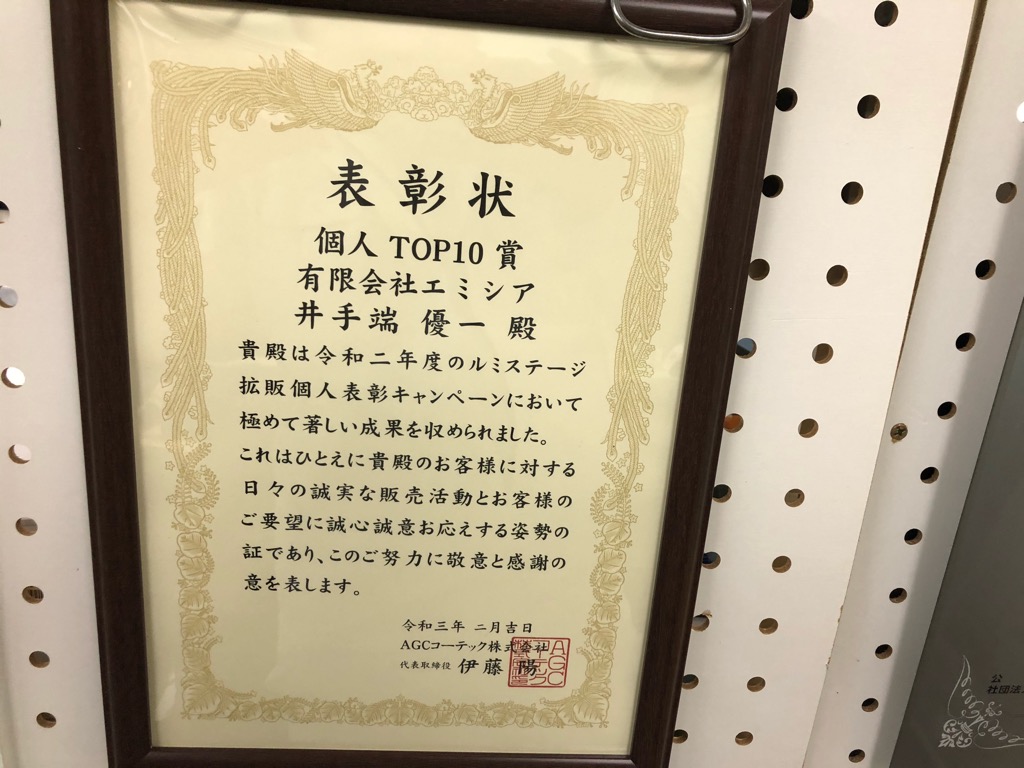 表彰状
個人 TOP10 賞
有限会社エミシア
井手端 優一 殿
貴殿は令和二年度のルミステージ
拡販個人表彰キャンペーンにおいて
極めて著しい成果を収められました。
これはひとえに貴殿のお客様に対する
日々の誠実な販売活動とお客様の
ご要望に誠心誠意お応えする姿勢の
証であり、このご努力に敬意と感謝の
意を表します。
令和三年 二月吉日
AGCコーテック株式会社
代表取締役 伊藤 陽
公
社団法